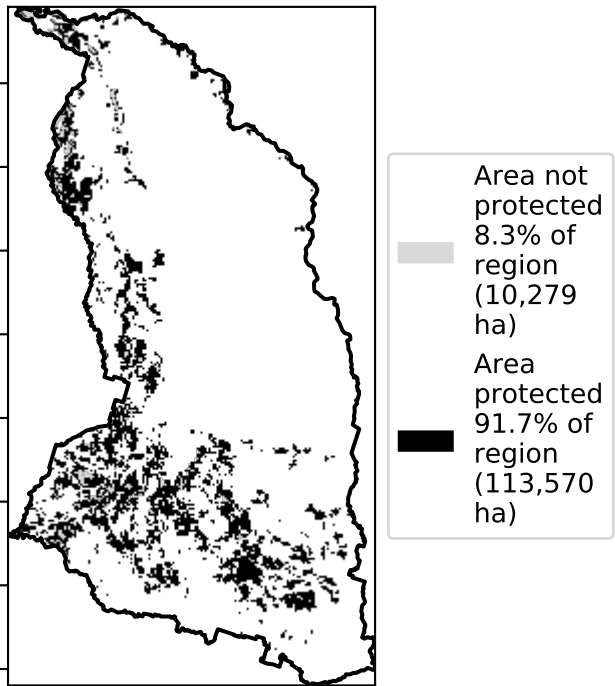 Area not
protected
8.3% of
region
(10,279
ha)
Area
protected
91.7% of
region
(113,570
ha)